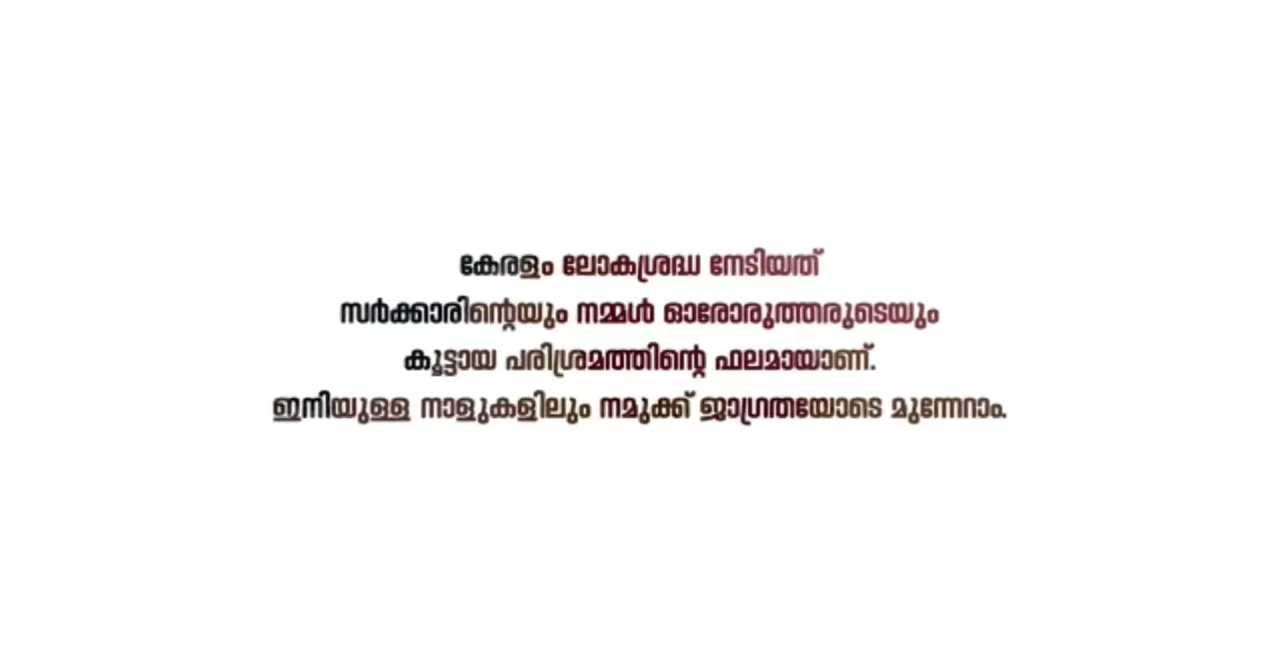 കേരളം ലോകശ്രദ്ധ നേടിയത്
സർക്കാരിന്റെയും നമ്മൾ ഓരോരുത്തരുടെയും
കൂട്ടായ പരിശ്രമത്തിന്റെ ഫലമായാണ്.
ഇനിയുള്ള നാളുകളിലും നമുക്ക് ജാഗ്രതയോടെ മുന്നേറാം.